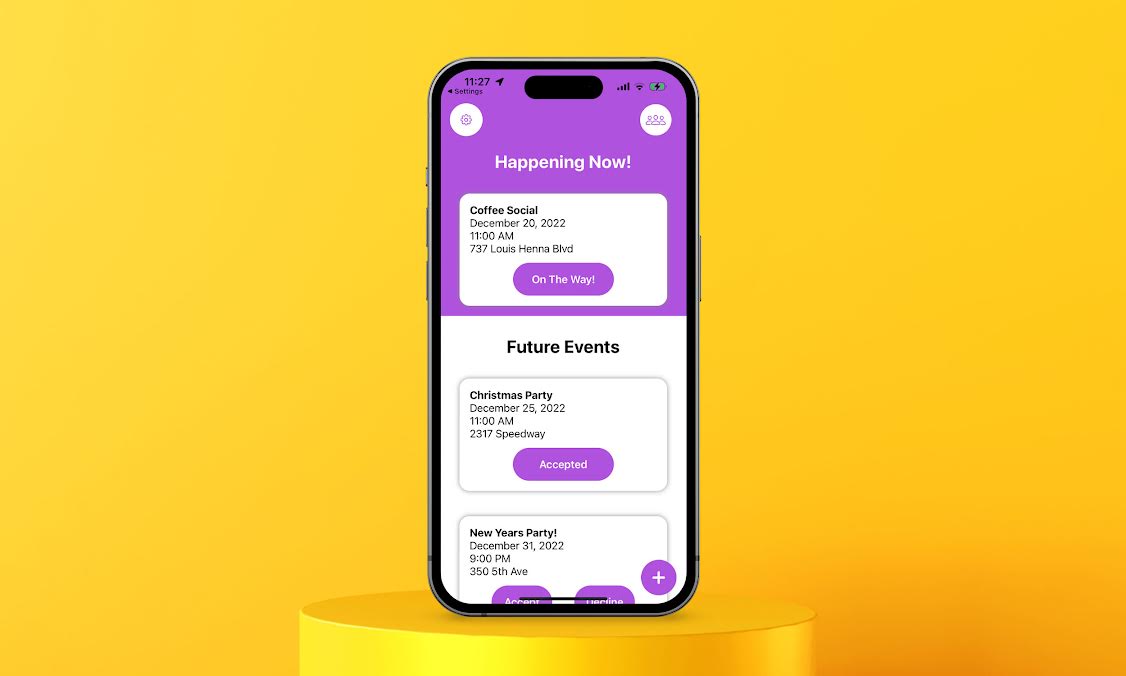 11:27
Settings
Happening Now!
Coffee Social
December 20, 2022
11:00 AM
737 Louis Henna Blvd
On The Way!
Future Events
Christmas Party
December 25, 2022
11:00 AM
2317 Speedway
Accepted
New Years Party!
December 31, 2022
9:00 PM
350 5th Ave
+
Accept Decline